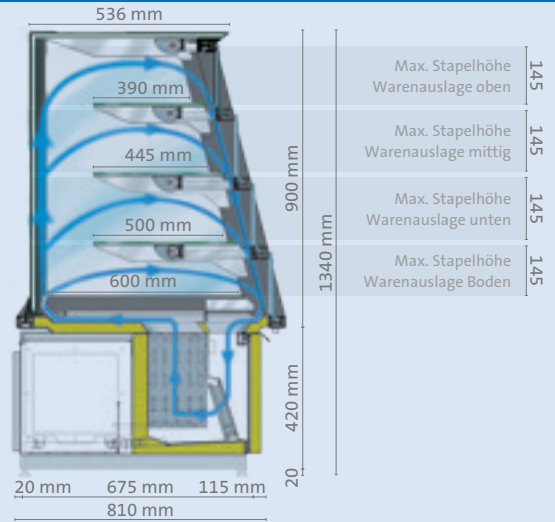 536 mm
390 mm
445 mm
500 mm
600 mm
900 mm
1340 mm
420 mm
20
Max. Stapelhöhe
Warenauslage oben
145
Max. Stapelhöhe
Warenauslage mittig
145
Max. Stapelhöhe
Warenauslage unten
145
Max. Stapelhöhe
Warenauslage Boden
145
20 mm 675 mm 115 mm
810 mm